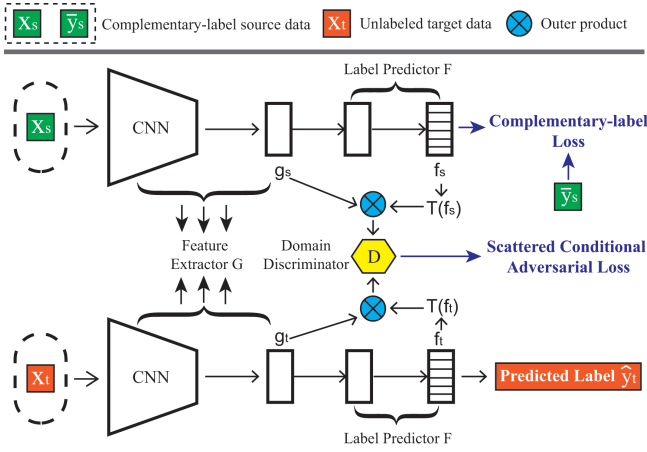 Xs ȳs Complementary-label source data Xt Unlabeled target data Outer product
Label Predictor F
Xs CNN
Complementary-label
Loss
gs fs
T(fs)
ȳs
Feature
Extractor G
Domain
Discriminator
D
Scattered Conditional
Adversarial Loss
T(ft)
gt ft
Xt CNN
Predicted Label ŷt
Label Predictor F